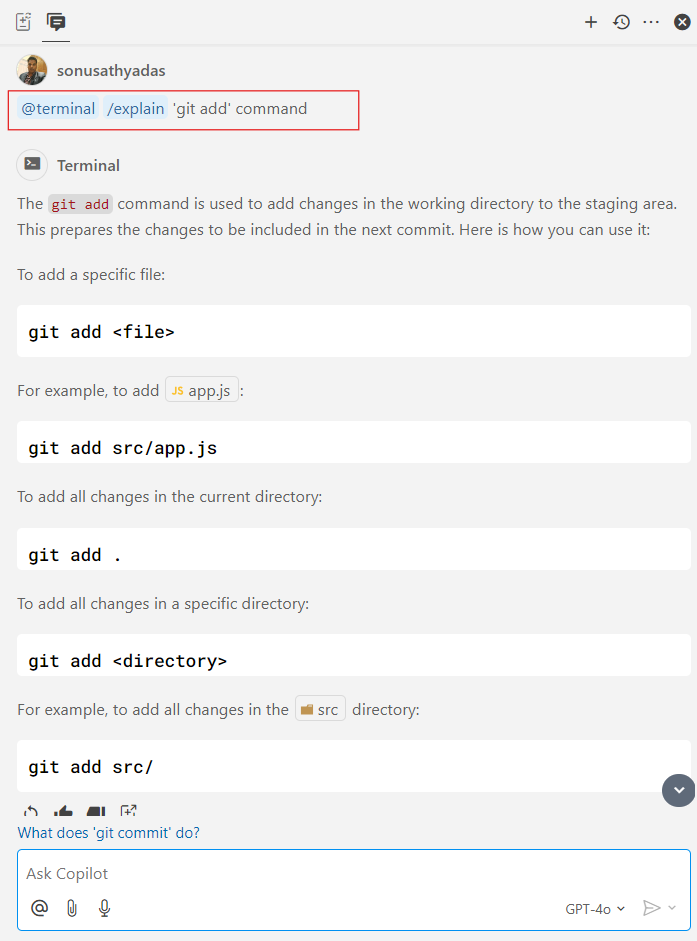 sonusathyadas
@terminal /explain 'git add' command
Terminal
The git add command is used to add changes in the working directory to the staging area.
This prepares the changes to be included in the next commit. Here is how you can use it:
To add a specific file:
git add <file>
For example, to add JS app.js :
git add src/app.js
To add all changes in the current directory:
git add .
To add all changes in a specific directory:
git add <directory>
For example, to add all changes in the src directory:
git add src/
What does 'git commit' do?
Ask Copilot
GPT-4o